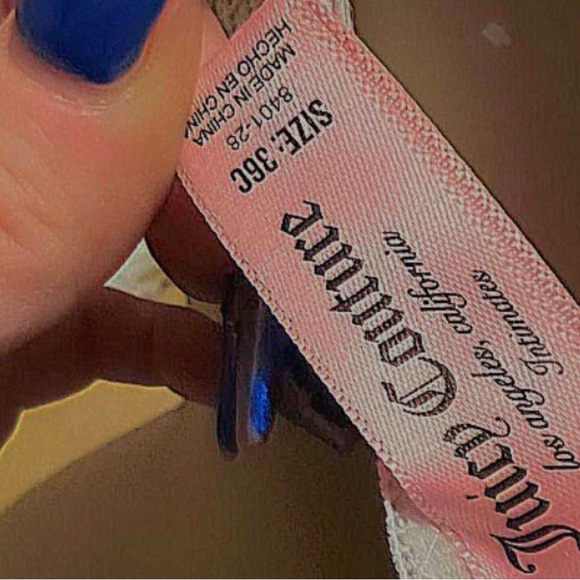 Juicy Couture
los angeles, california
Intimates
SIZE: 36C
8401-28
MADE IN CHINA
HECHO EN CHINA